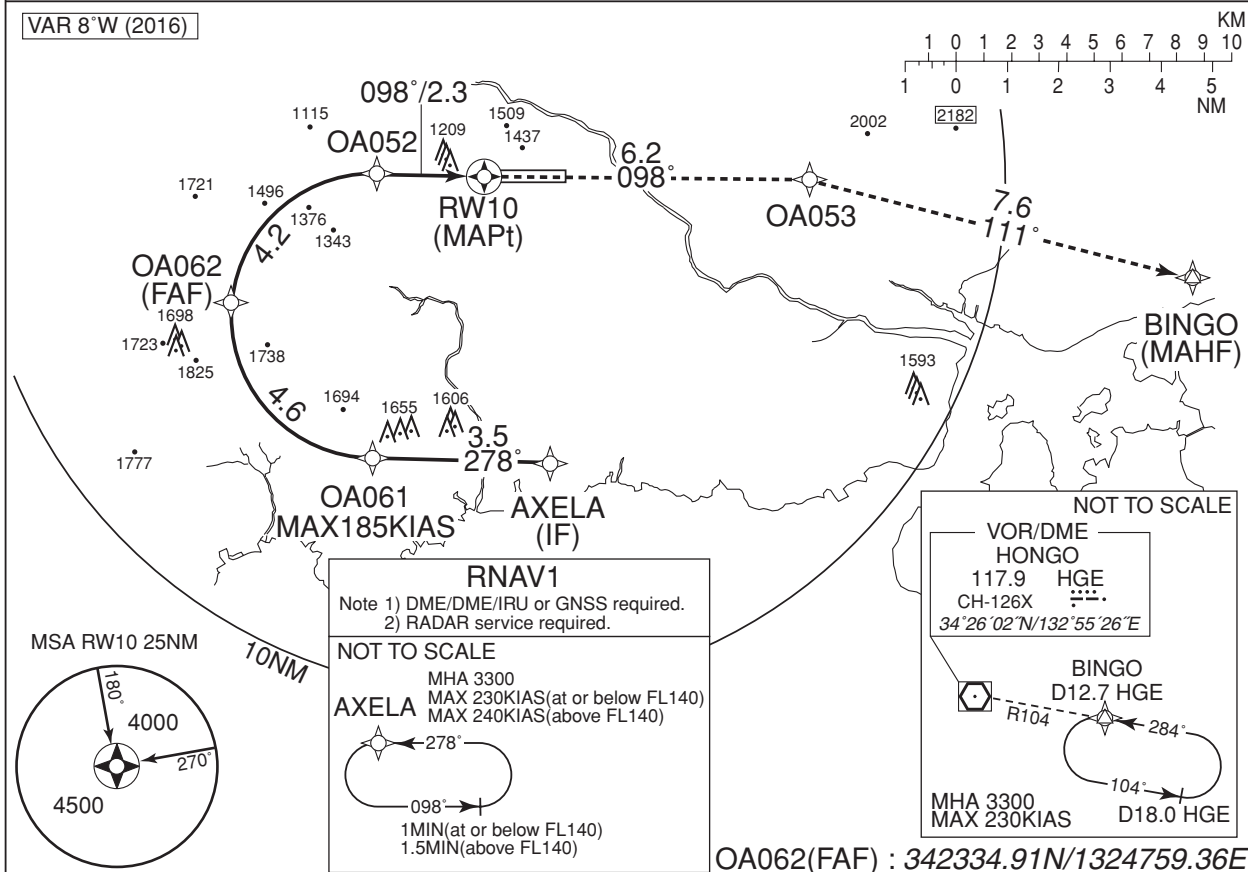 VAR 8°W (2016)
KM
1 0 1 2 3 4 5 6 7 8 9 10
1 0 1 2 3 4 5
NM
098°/2.3
1115
1209
1509
1437
2002
2182
OA052
6.2
098°
1721
1496
1376
1343
RW10
(MAPt)
OA053
7.6
111°
4.2
OA062
(FAF)
1698
1723
1825
1738
BINGO
(MAHF)
1593
4.6
1694
1655
1606
3.5
278°
1777
OA061
MAX185KIAS
AXELA
(IF)
10NM
RNAV1
Note 1) DME/DME/IRU or GNSS required.
2) RADAR service required.
NOT TO SCALE
MHA 3300
MAX 230KIAS(at or below FL140)
MAX 240KIAS(above FL140)
AXELA
278°
098°
1MIN(at or below FL140)
1.5MIN(above FL140)
MSA RW10 25NM
180°
4000
270°
4500
NOT TO SCALE
VOR/DME
HONGO
117.9 HGE
CH-126X
34°26´02˝N/132°55´26˝E
BINGO
D12.7 HGE
R104
284°
104°
D18.0 HGE
MHA 3300
MAX 230KIAS
OA062(FAF) : 342334.91N/1324759.36E